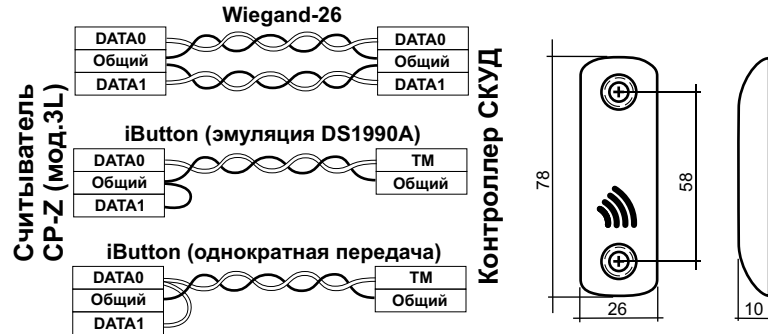 Wiegand-26
DATA0
Общий
DATA1
DATA0
Общий
DATA1
Считыватель
CP-Z (мод.3L)
Контроллер СКУД
iButton (эмуляция DS1990A)
DATA0
Общий
DATA1
TM
Общий
iButton (однократная передача)
DATA0
Общий
DATA1
TM
Общий
78
58
26
10